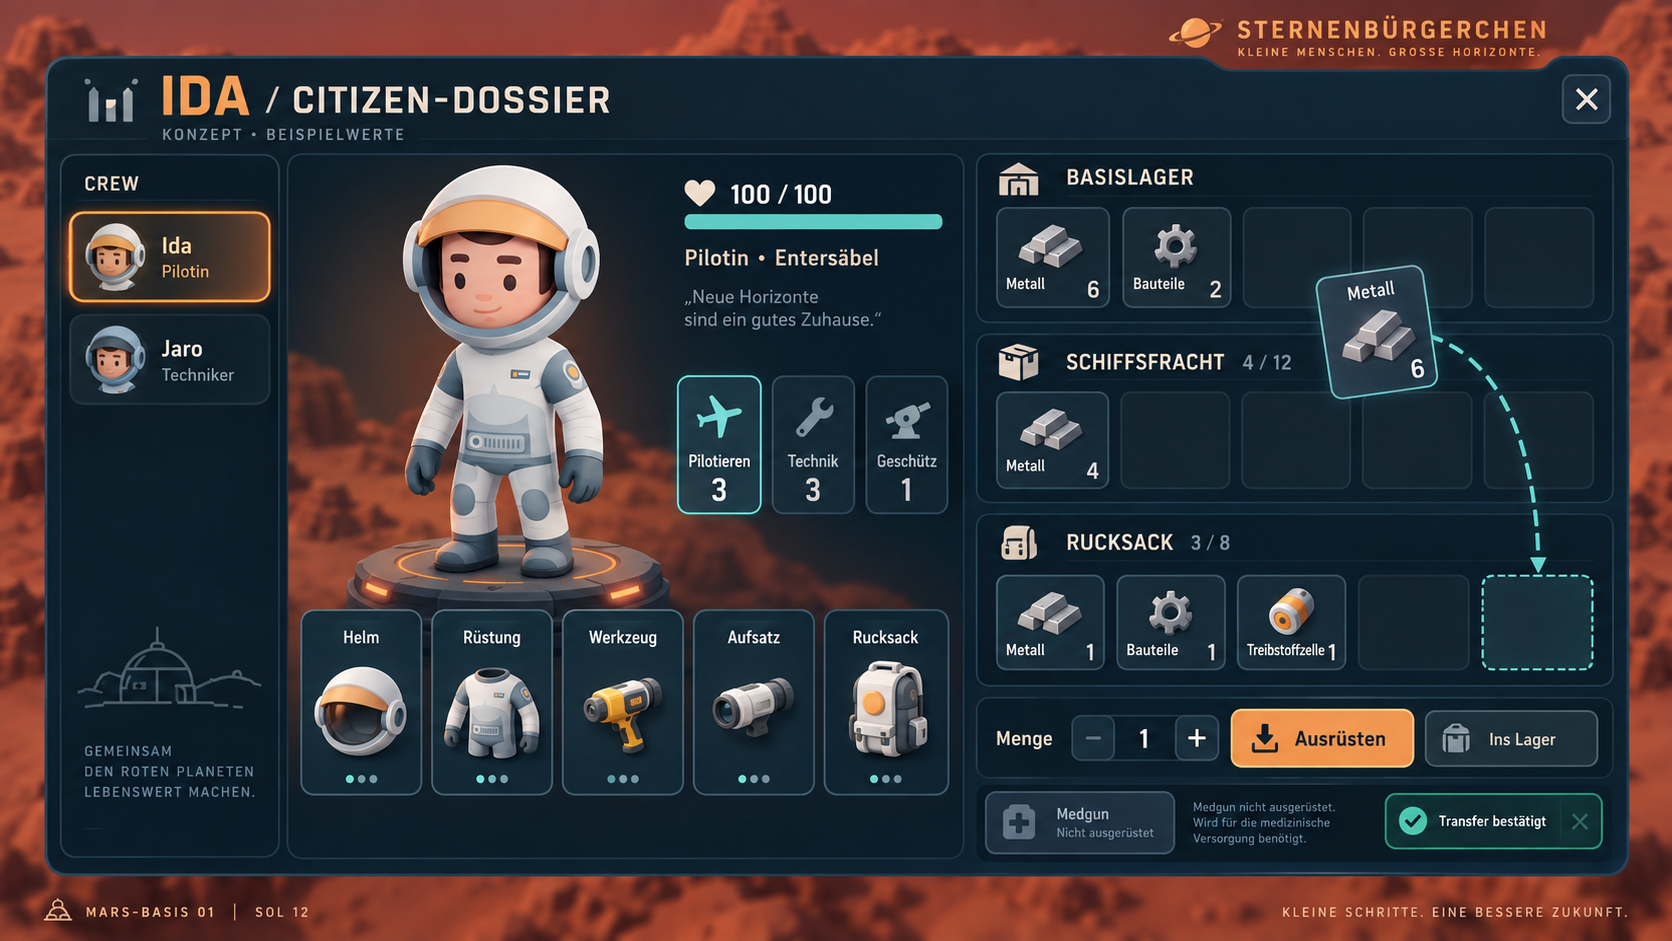 STERNENBÜRGERCHEN
KLEINE MENSCHEN. GROSSE HORIZONTE.
IDA / CITIZEN-DOSSIER
KONZEPT • BEISPIELWERTE
CREW
Ida
Pilotin
Jaro
Techniker
GEMEINSAM
DEN ROTEN PLANETEN
LEBENSWERT MACHEN.
100 / 100
Pilotin • Entersäbel
„Neue Horizonte
sind ein gutes Zuhause.“
Pilotieren
3
Technik
3
Geschütz
1
Helm
Rüstung
Werkzeug
Aufsatz
Rucksack
BASISLAGER
Metall 6
Bauteile 2
Metall
6
SCHIFFSFRACHT 4 / 12
Metall 4
RUCKSACK 3 / 8
Metall 1
Bauteile 1
Treibstoffzelle 1
Menge − 1 +
Ausrüsten
Ins Lager
Medgun
Nicht ausgerüstet
Medgun nicht ausgerüstet.
Wird für die medizinische
Versorgung benötigt.
Transfer bestätigt
MARS-BASIS 01 | SOL 12
KLEINE SCHRITTE. EINE BESSERE ZUKUNFT.